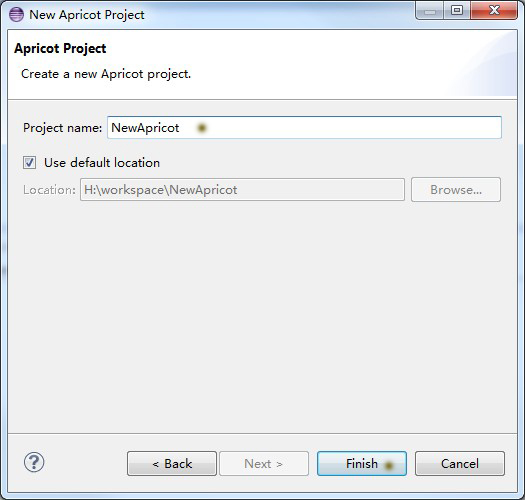 New Apricot Project
Apricot Project
Create a new Apricot project.
Project name: NewApricot
Use default location
Location: H:\workspace\NewApricot Browse...
? < Back Next > Finish Cancel